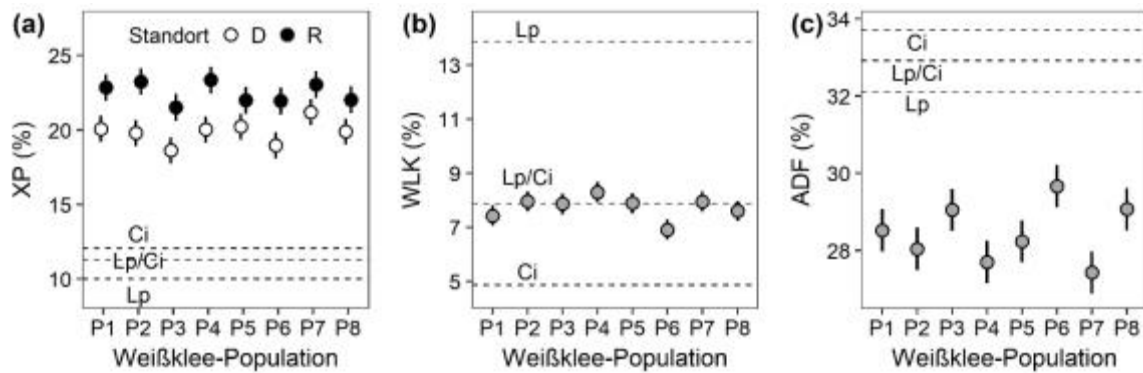 (a)
Standort D R
XP (%)
25
20
15
10
Ci
Lp/Ci
Lp
P1 P2 P3 P4 P5 P6 P7 P8
Weißklee-Population
(b)
WLK (%)
13
11
9
7
5
Lp
Lp/Ci
Ci
P1 P2 P3 P4 P5 P6 P7 P8
Weißklee-Population
(c)
ADF (%)
34
32
30
28
Ci
Lp/Ci
Lp
P1 P2 P3 P4 P5 P6 P7 P8
Weißklee-Population